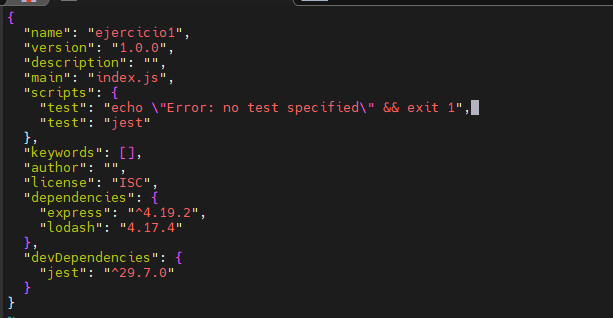 {
  "name": "ejercicio1",
  "version": "1.0.0",
  "description": "",
  "main": "index.js",
  "scripts": {
    "test": "echo \"Error: no test specified\" && exit 1",
    "test": "jest"
  },
  "keywords": [],
  "author": "",
  "license": "ISC",
  "dependencies": {
    "express": "^4.19.2",
    "lodash": "4.17.4"
  },
  "devDependencies": {
    "jest": "^29.7.0"
  }
}